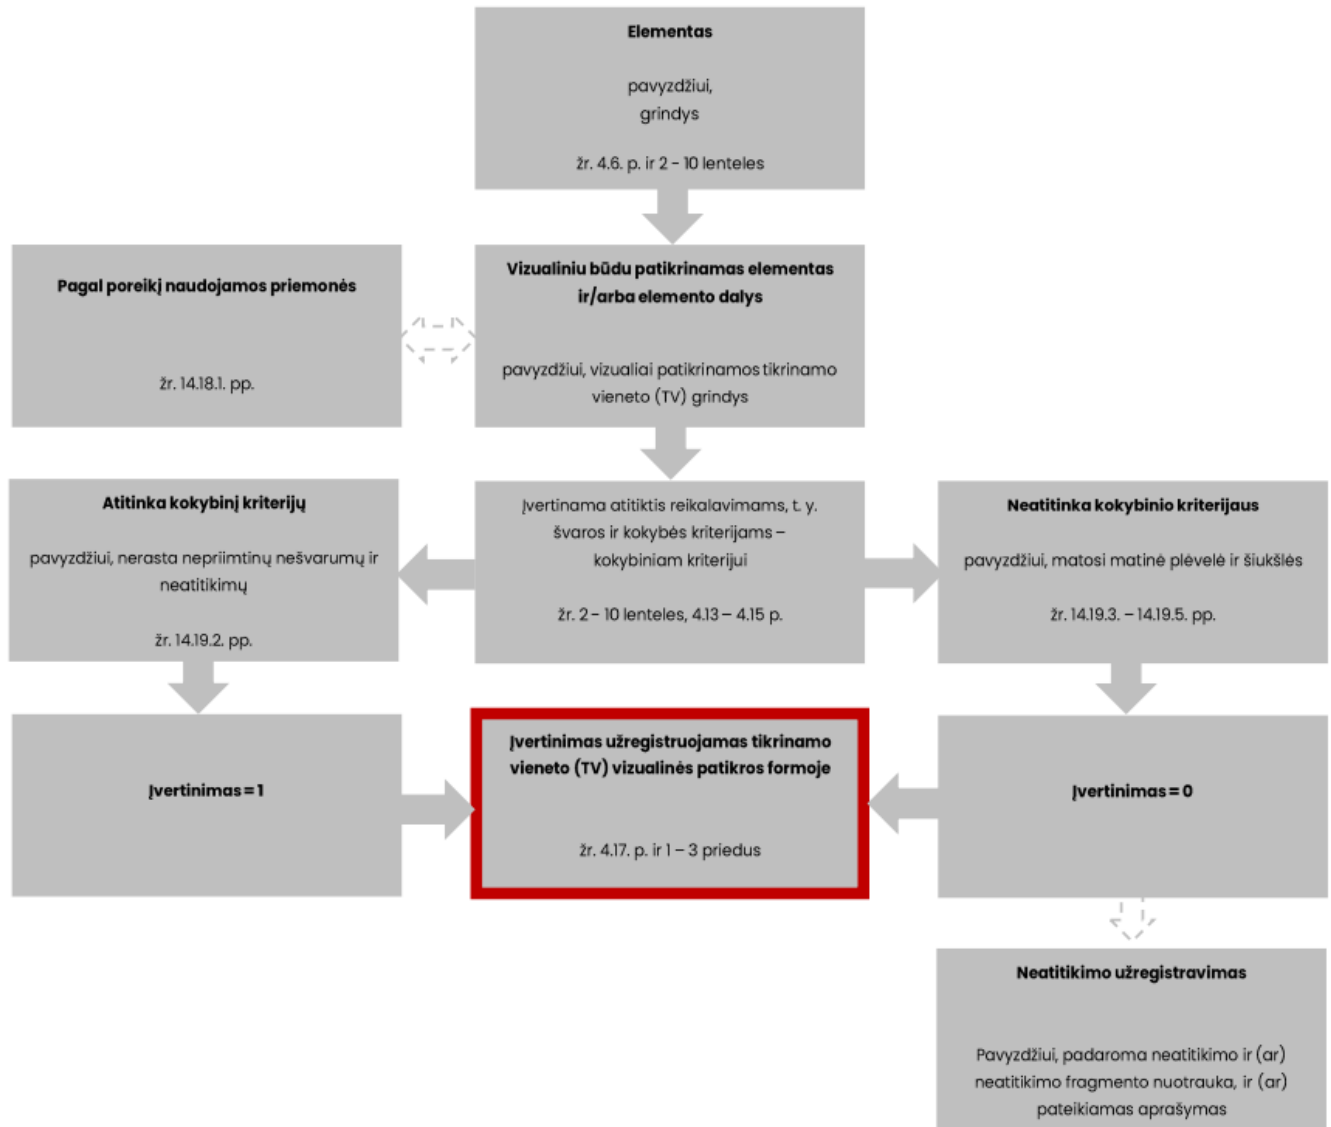 Elementas
pavyzdžiui,
grindys
žr. 4.6. p. ir 2 - 10 lenteles
Pagal poreikį naudojamos priemonės
žr. 14.18.1. pp.
Vizualiniu būdu patikrinamas elementas
ir/arba elemento dalys
pavyzdžiui, vizualiai patikrinamos tikrinamo
vieneto (TV) grindys
Atitinka kokybinį kriterijų
pavyzdžiui, nerasta nepriimtinų nešvarumų ir
neatitikimų
žr. 14.19.2. pp.
Įvertinama atitiktis reikalavimams, t. y.
švaros ir kokybės kriterijams –
kokybiniam kriterijui
žr. 2 – 10 lenteles, 4.13 – 4.15 p.
Neatitinka kokybinio kriterijaus
pavyzdžiui, matosi matinė plėvelė ir šiukšlės
žr. 14.19.3. – 14.19.5. pp.
Įvertinimas = 1
Įvertinimas užregistruojamas tikrinamo
vieneto (TV) vizualinės patikros formoje
žr. 4.17. p. ir 1 – 3 priedus
Įvertinimas = 0
Neatitikimo užregistravimas
Pavyzdžiui, padaroma neatitikimo ir (ar)
neatitikimo fragmento nuotrauka, ir (ar)
pateikiamas aprašymas